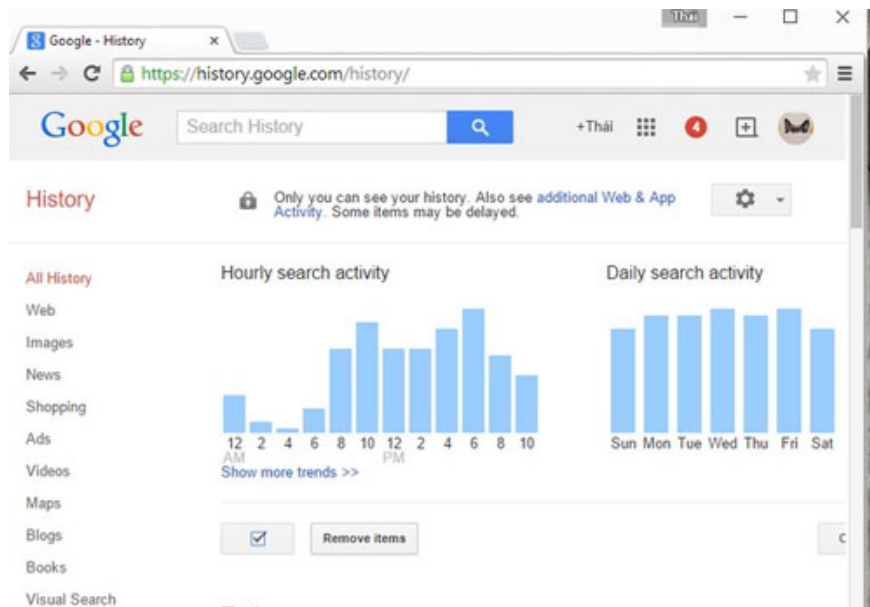 Thái
Google - History
https://history.google.com/history/
Google
Search History
+Thái
4
History
Only you can see your history. Also see additional Web & App
Activity. Some items may be delayed.
All History
Web
Images
News
Shopping
Ads
Videos
Maps
Blogs
Books
Visual Search
Hourly search activity
12 2 4 6 8 10 12 2 4 6 8 10
AM PM
Show more trends >>
Daily search activity
Sun Mon Tue Wed Thu Fri Sat
Remove items